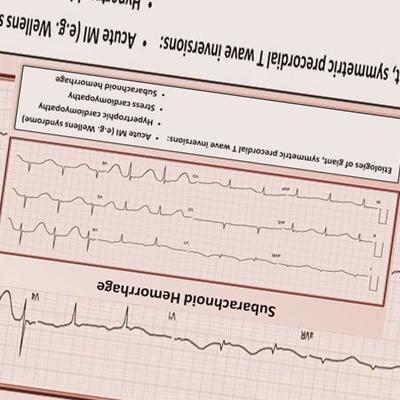 t, symmetric precordial T wave inversions: • Acute MI (e.g. Wellens s
•
Etiologies of giant, symmetric precordial T wave inversions: • Acute MI (e.g. Wellens syndrome)
• Hypertrophic cardiomyopathy
• Stress cardiomyopathy
• Subarachnoid hemorrhage
Subarachnoid Hemorrhage
aVR V1 V4